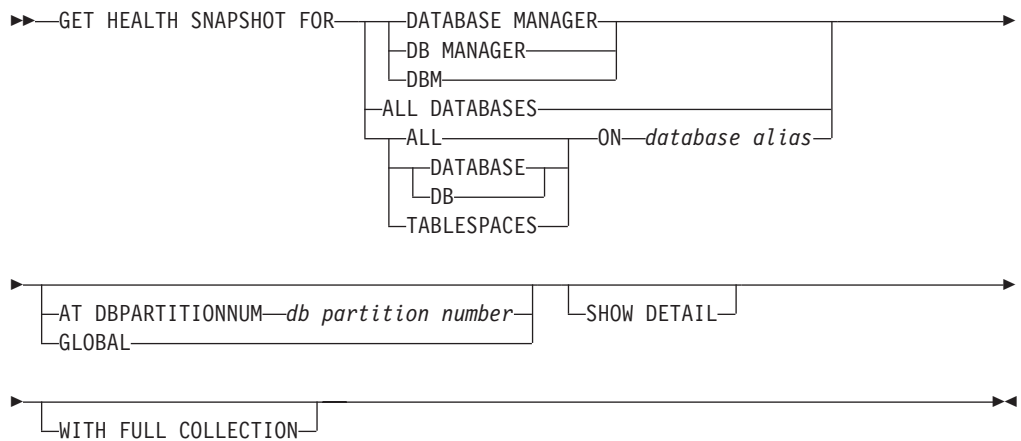 GET HEALTH SNAPSHOT FOR DATABASE MANAGER
DB MANAGER
DBM
ALL DATABASES
ALL ON database alias
DATABASE
DB
TABLESPACES
AT DBPARTITIONNUM db partition number SHOW DETAIL
GLOBAL
WITH FULL COLLECTION